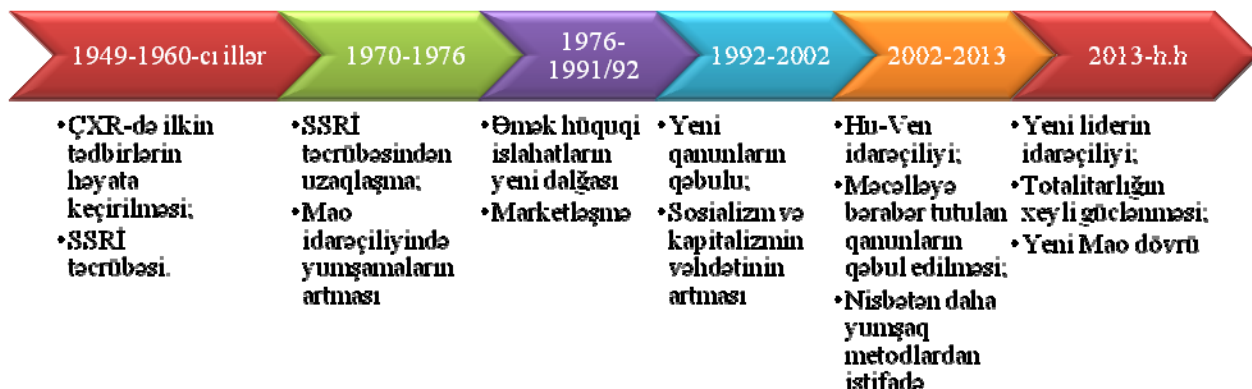 1949-1960-cı illər
1970-1976
1976-
1991/92
1992-2002
2002-2013
2013-h.h
•ÇXR-də ilkin
tədbirlərin
həyata
keçirilməsi;
•SSRİ
təcrübəsi.
•SSRİ
təcrübəsindən
uzaqlaşma;
•Mao
idarəçiliyində
yumşamaların
artması
•Əmək hüquqi
islahatların
yeni dalğası
•Marketləşmə
•Yeni
qanunların
qəbulu;
•Sosializm və
kapitalizmin
vəhdətinin
artması
•Hu-Ven
idarəçiliyi;
•Məcəlləyə
bərabər tutulan
qanunların
qəbul edilməsi;
•Nisbətən daha
yumşaq
metodlardan
istifadə
•Yeni liderin
idarəçiliyi;
•Totalitarlığın
xeyli güclənməsi;
•Yeni Mao dövrü